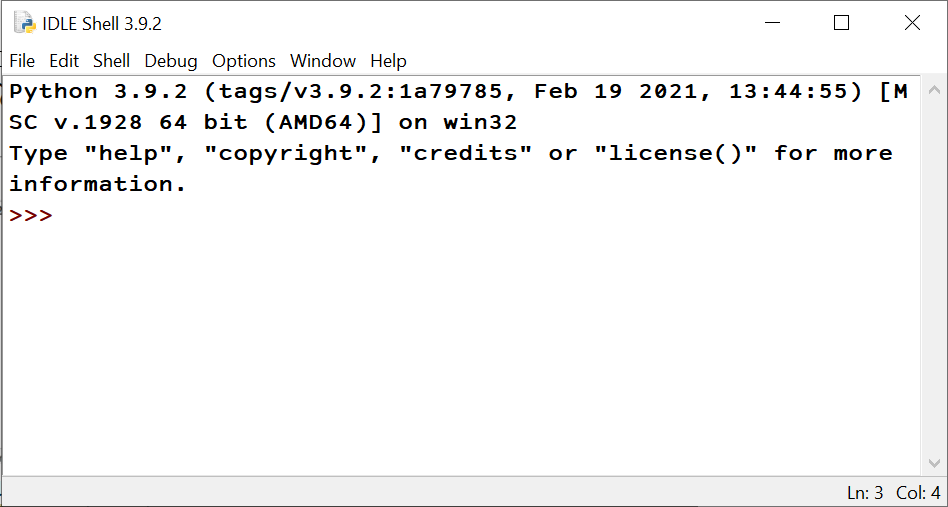 IDLE Shell 3.9.2
File Edit Shell Debug Options Window Help
Python 3.9.2 (tags/v3.9.2:1a79785, Feb 19 2021, 13:44:55) [M
SC v.1928 64 bit (AMD64)] on win32
Type "help", "copyright", "credits" or "license()" for more
information.
>>>
Ln: 3 Col: 4